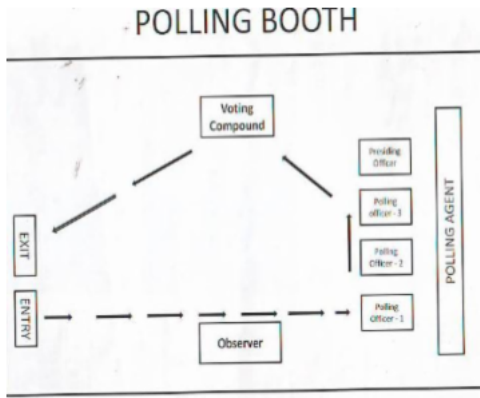 POLLING BOOTH
Voting
Compound
Presiding
Officer
Polling
officer - 3
Polling
Officer - 2
Polling
Officer - 1
POLLING AGENT
EXIT
ENTRY
Observer